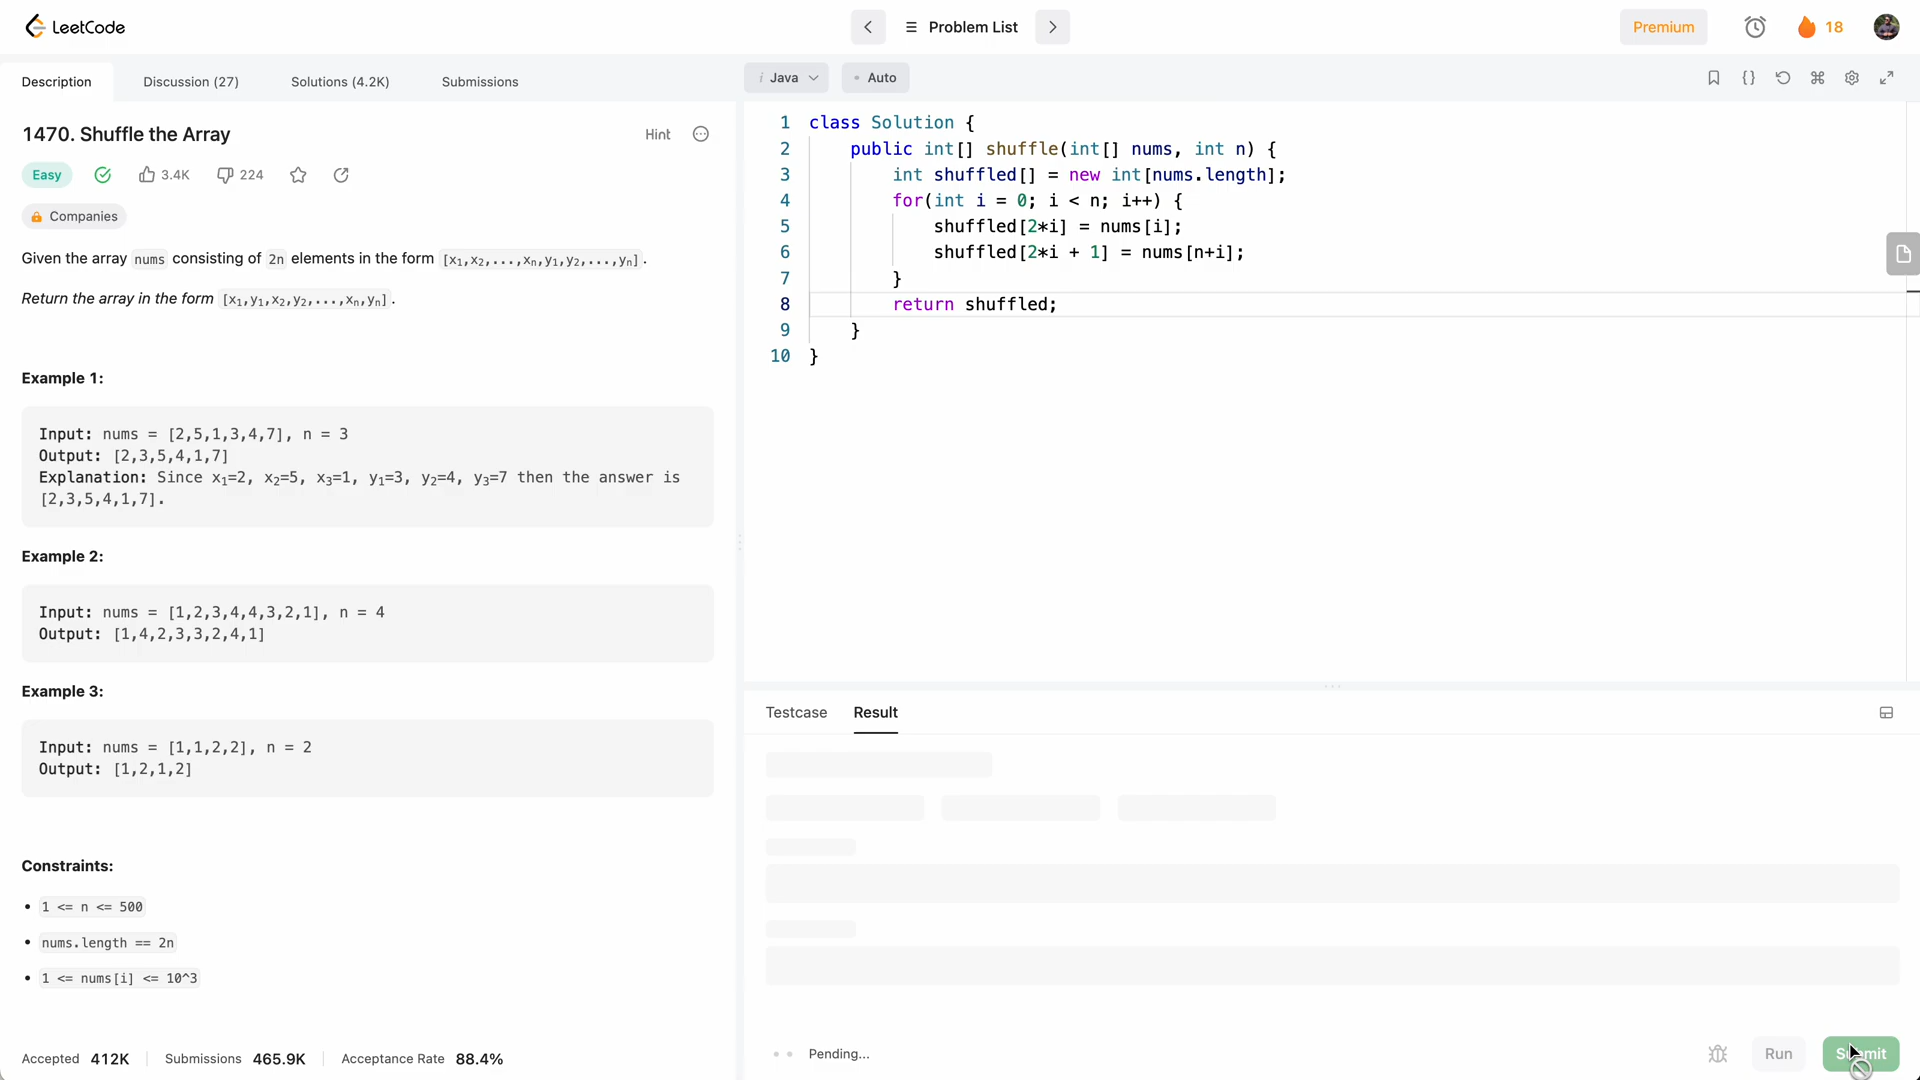 LeetCode
Problem List
Premium
18
Description
Discussion (27)
Solutions (4.2K)
Submissions
1470. Shuffle the Array
Hint
Easy
3.4K
224
Companies
Given the array nums consisting of 2n elements in the form [x₁,x₂,...,xₙ,y₁,y₂,...,yₙ].
Return the array in the form [x₁,y₁,x₂,y₂,...,xₙ,yₙ].
Example 1:
Input: nums = [2,5,1,3,4,7], n = 3
Output: [2,3,5,4,1,7]
Explanation: Since x₁=2, x₂=5, x₃=1, y₁=3, y₂=4, y₃=7 then the answer is
[2,3,5,4,1,7].
Example 2:
Input: nums = [1,2,3,4,4,3,2,1], n = 4
Output: [1,4,2,3,3,2,4,1]
Example 3:
Input: nums = [1,1,2,2], n = 2
Output: [1,2,1,2]
Constraints:
• 1 <= n <= 500
• nums.length == 2n
• 1 <= nums[i] <= 10^3
Accepted 412K
Submissions 465.9K
Acceptance Rate 88.4%
i Java
• Auto
{}
1 class Solution {
2 public int[] shuffle(int[] nums, int n) {
3 int shuffled[] = new int[nums.length];
4 for(int i = 0; i < n; i++) {
5 shuffled[2*i] = nums[i];
6 shuffled[2*i + 1] = nums[n+i];
7 }
8 return shuffled;
9 }
10 }
Testcase
Result
Pending...
Run
Submit